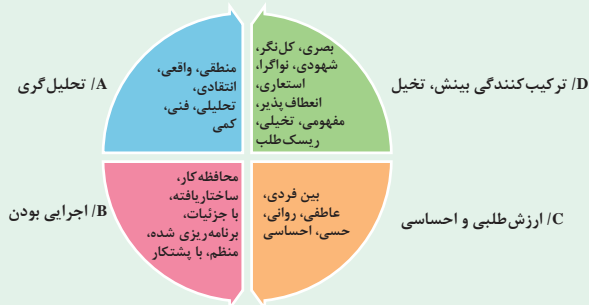 A/ تحلیل‌گری
منطقی، واقعی،
انتقادی،
تحلیلی، فنی،
کمی
D/ ترکیب‌کنندگی بینش، تخیل
بصری، کل‌نگر،
شهودی، نواگرا،
استعاری،
انعطاف‌پذیر،
مفهومی، تخیلی،
ریسک‌طلب
B/ اجرایی بودن
محافظه‌کار،
ساختاریافته،
با جزئیات،
برنامه‌ریزی شده،
منظم، با پشتکار
C/ ارزش‌طلبی و احساسی
بین فردی،
عاطفی، روانی،
حسی، احساسی